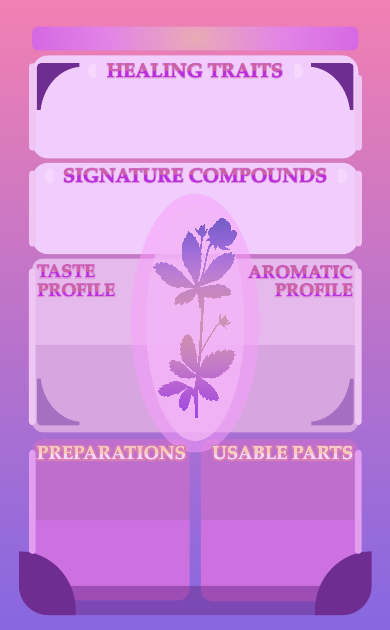 HEALING TRAITS
SIGNATURE COMPOUNDS
TASTE
PROFILE
AROMATIC
PROFILE
PREPARATIONS
USABLE PARTS